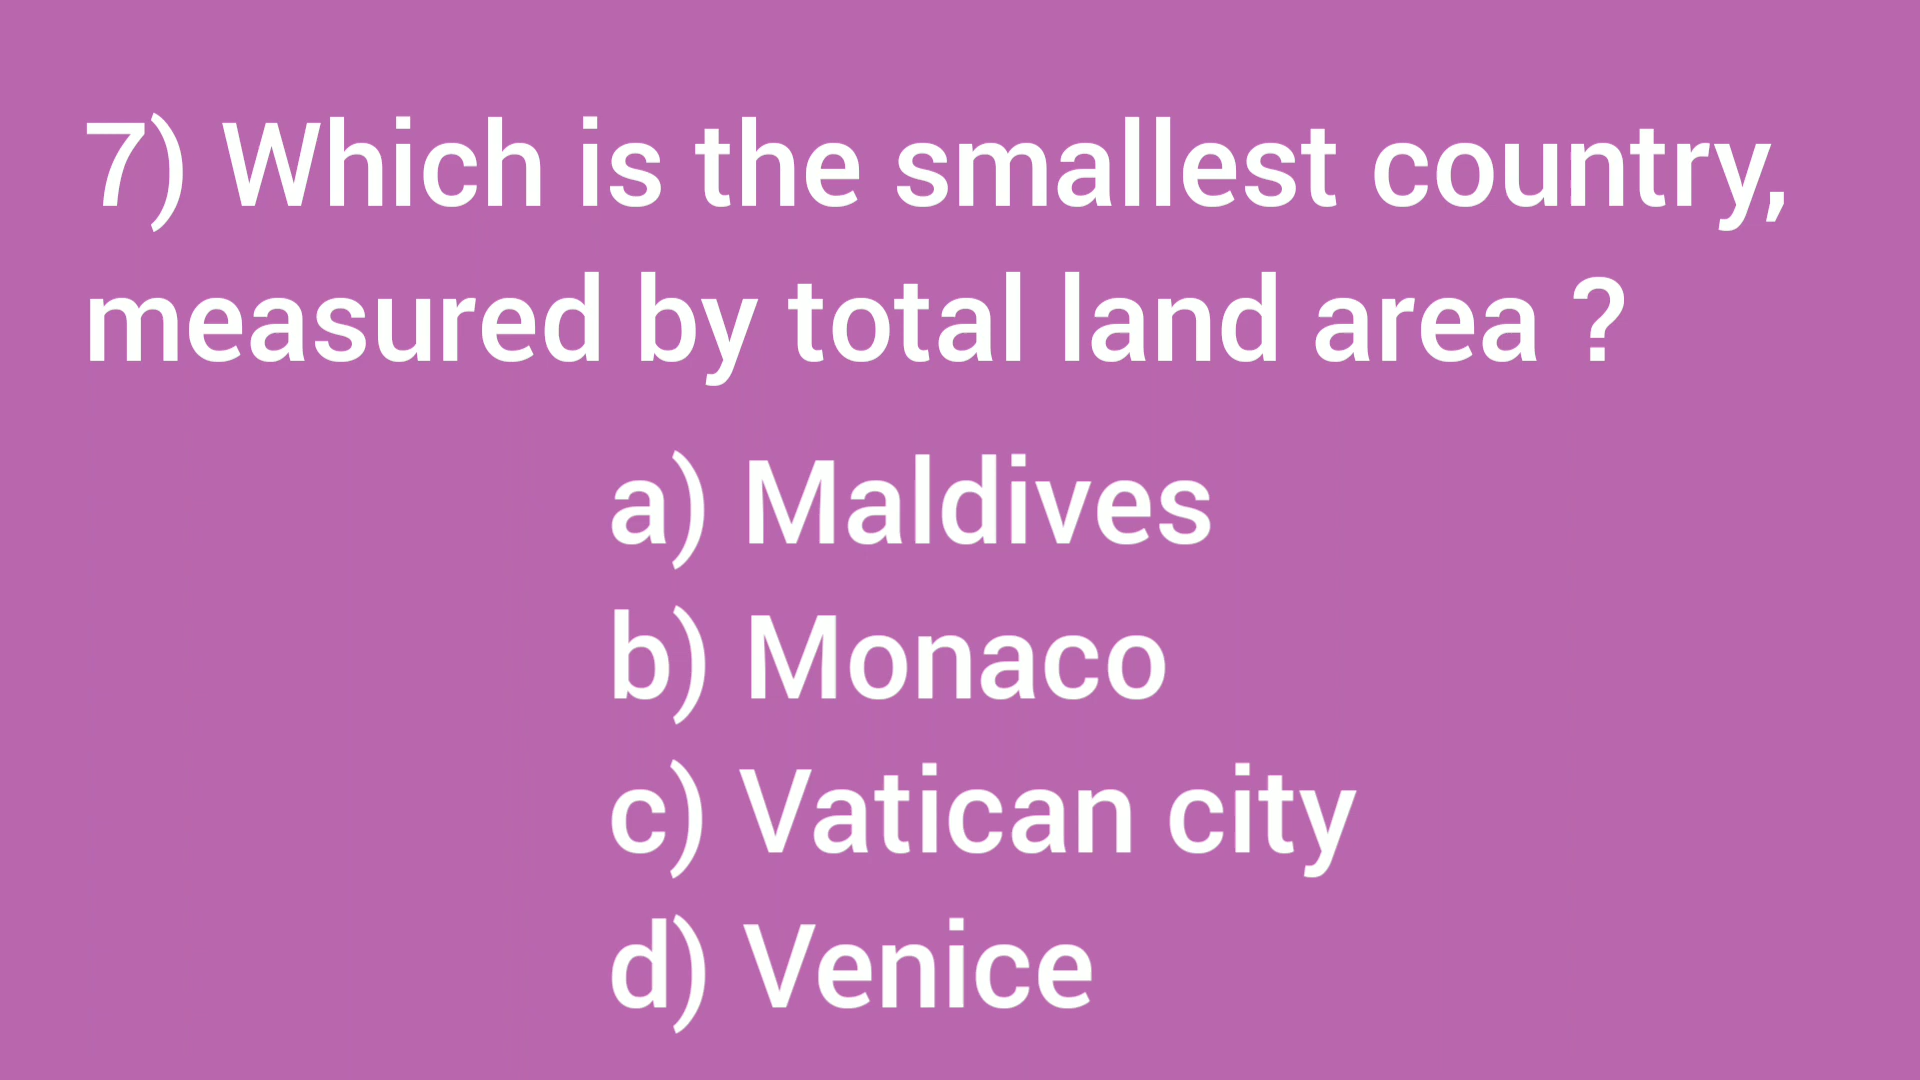 7) Which is the smallest country,
measured by total land area ?
a) Maldives
b) Monaco
c) Vatican city
d) Venice